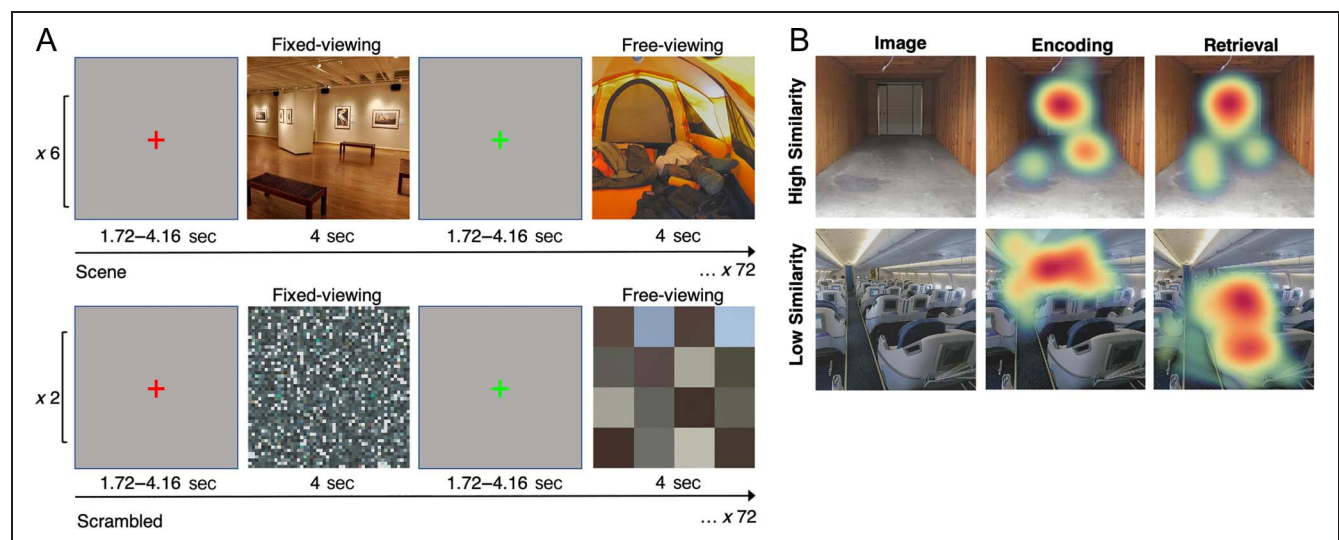 A
Fixed-viewing
Free-viewing
x 6
1.72–4.16 sec
4 sec
1.72–4.16 sec
4 sec
Scene
... x 72
Fixed-viewing
Free-viewing
x 2
1.72–4.16 sec
4 sec
1.72–4.16 sec
4 sec
Scrambled
... x 72
B
Image
Encoding
Retrieval
High Similarity
Low Similarity